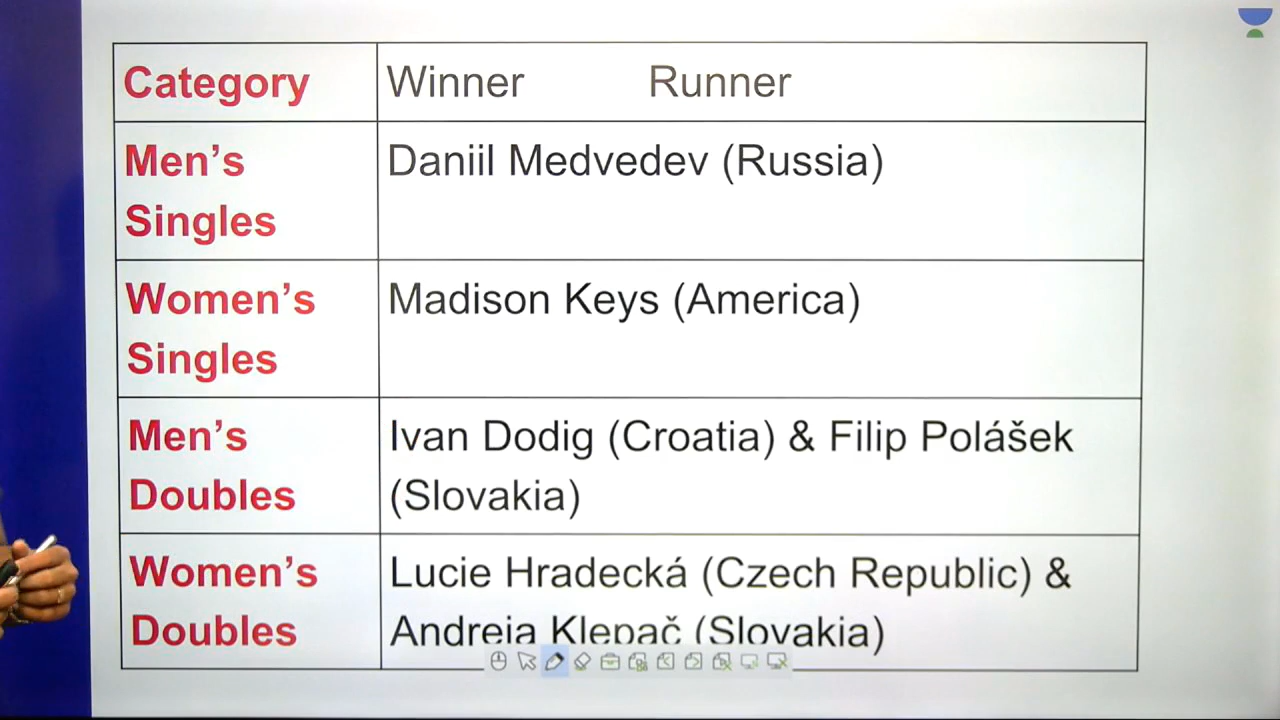 Category Winner Runner
Men’s Daniil Medvedev (Russia)
Singles
Women’s Madison Keys (America)
Singles
Men’s Ivan Dodig (Croatia) & Filip Polášek
Doubles (Slovakia)
Women’s Lucie Hradecká (Czech Republic) &
Doubles Andreja Klepač (Slovakia)